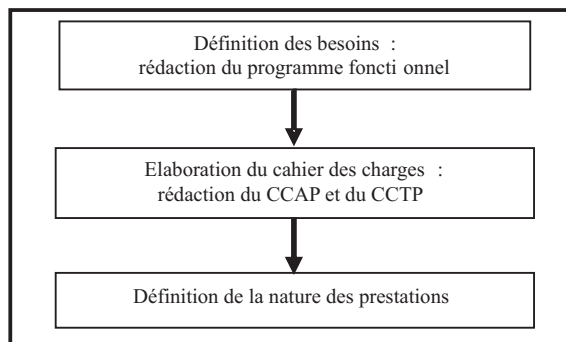 Définition des besoins :
rédaction du programme foncti onnel
Elaboration du cahier des charges :
rédaction du CCAP et du CCTP
Définition de la nature des prestations